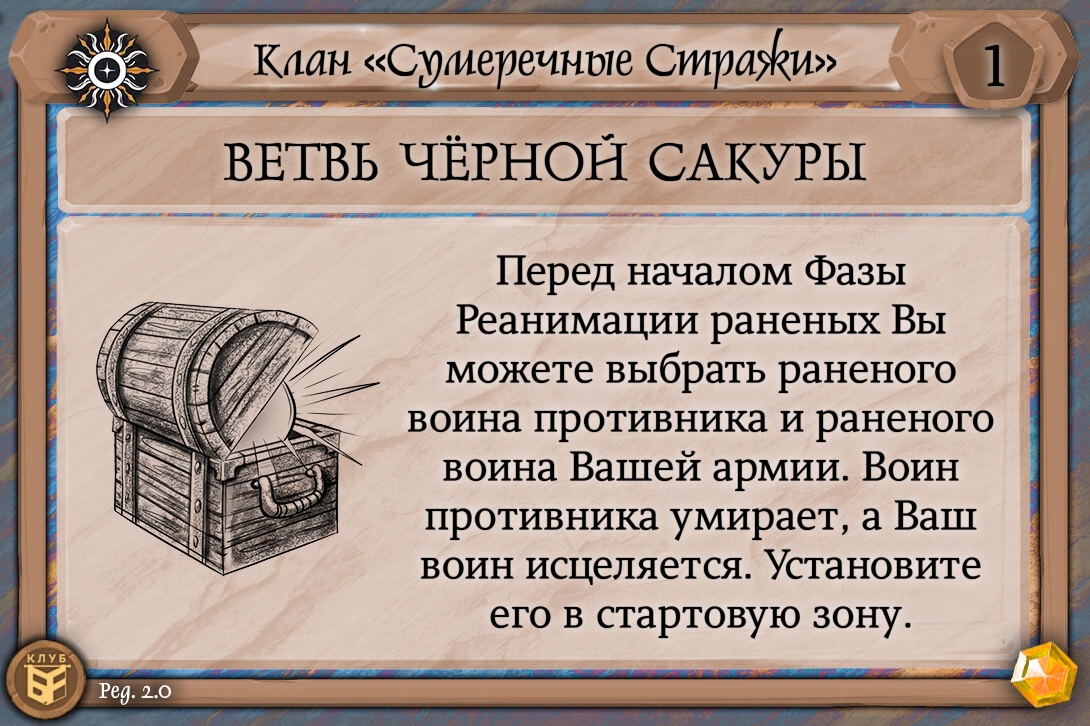 Клан «Сумеречные Стражи»
1
ВЕТВЬ ЧЁРНОЙ САКУРЫ
Перед началом Фазы
Реанимации раненых Вы
можете выбрать раненого
воина противника и раненого
воина Вашей армии. Воин
противника умирает, а Ваш
воин исцеляется. Установите
его в стартовую зону.
КЛУБ
Ред. 2.0